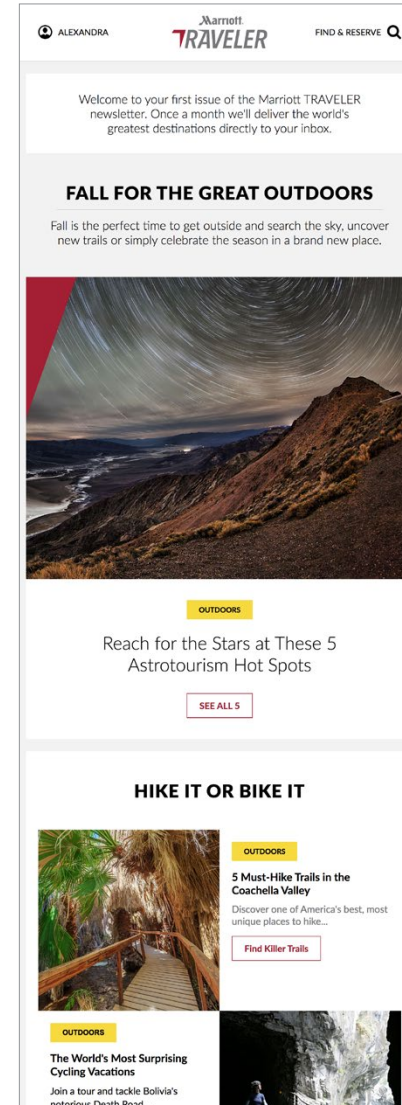 ALEXANDRA
Marriott
TRAVELER
FIND & RESERVE
Welcome to your first issue of the Marriott TRAVELER
newsletter. Once a month we'll deliver the world's
greatest destinations directly to your inbox.
FALL FOR THE GREAT OUTDOORS
Fall is the perfect time to get outside and search the sky, uncover
new trails or simply celebrate the season in a brand new place.
OUTDOORS
Reach for the Stars at These 5
Astrotourism Hot Spots
SEE ALL 5
HIKE IT OR BIKE IT
OUTDOORS
5 Must-Hike Trails in the
Coachella Valley
Discover one of America's best, most
unique places to hike...
Find Killer Trails
OUTDOORS
The World's Most Surprising
Cycling Vacations
Join a tour and tackle Bolivia's
notorious Death Road